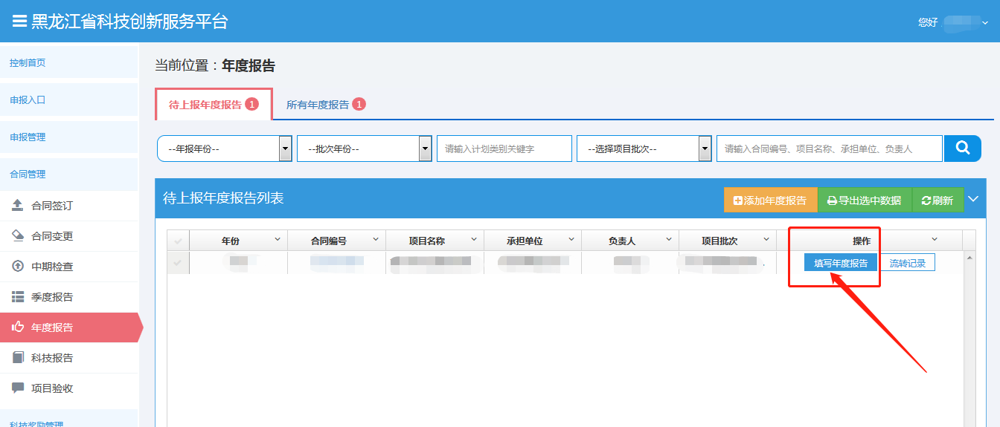 黑龙江省科技创新服务平台
您好
控制首页
申报入口
申报管理
合同管理
合同签订
合同变更
中期检查
季度报告
年度报告
科技报告
项目验收
科技奖励管理
当前位置：年度报告
待上报年度报告 1 所有年度报告 1
--年报年份-- --批次年份-- 请输入计划类别关键字 --选择项目批次-- 请输入合同编号、项目名称、承担单位、负责人
待上报年度报告列表 添加年度报告 导出选中数据 刷新
年份 合同编号 项目名称 承担单位 负责人 项目批次 操作
填写年度报告 流转记录